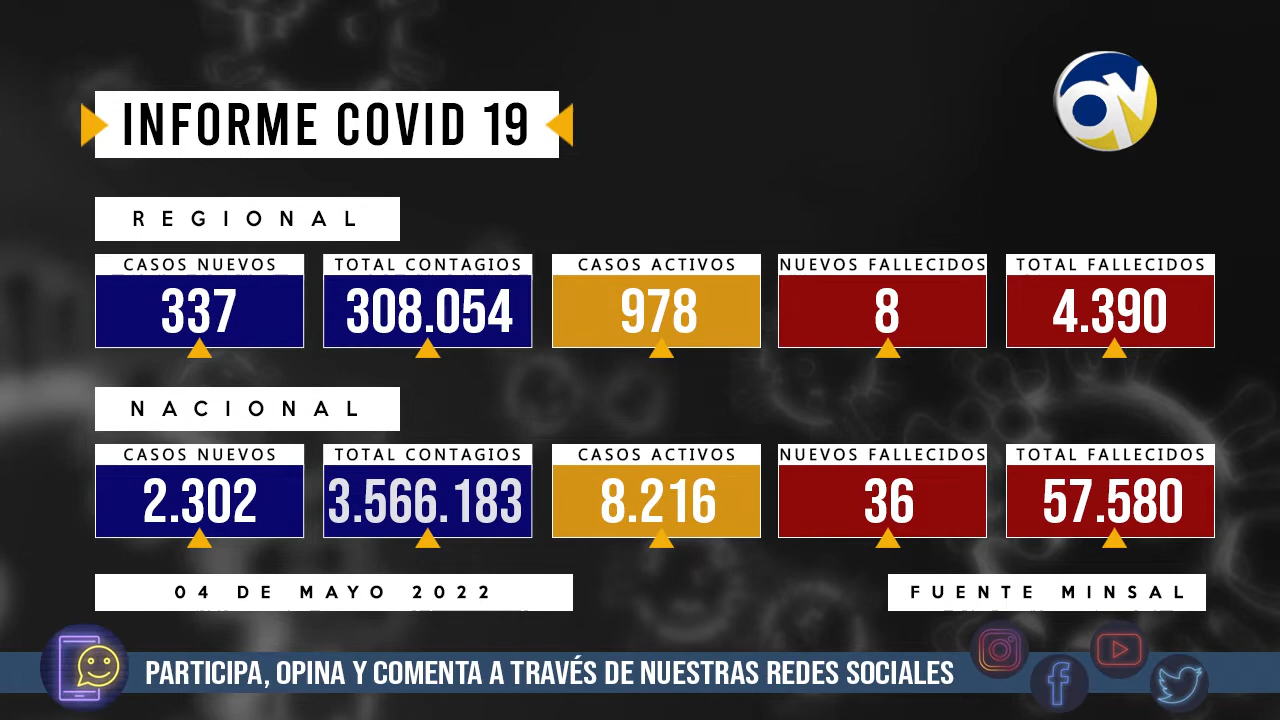 INFORME COVID 19
REGIONAL
CASOS NUEVOS TOTAL CONTAGIOS CASOS ACTIVOS NUEVOS FALLECIDOS TOTAL FALLECIDOS
337 308.054 978 8 4.390
NACIONAL
CASOS NUEVOS TOTAL CONTAGIOS CASOS ACTIVOS NUEVOS FALLECIDOS TOTAL FALLECIDOS
2.302 3.566.183 8.216 36 57.580
04 DE MAYO 2022 FUENTE MINSAL
PARTICIPA, OPINA Y COMENTA A TRAVÉS DE NUESTRAS REDES SOCIALES